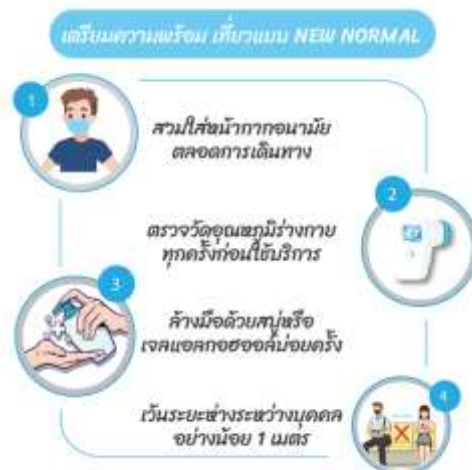 เตรียมความพร้อม เที่ยวแบบ NEW NORMAL
1
สวมใส่หน้ากากอนามัย
ตลอดการเดินทาง
2
ตรวจวัดอุณหภูมิร่างกาย
ทุกครั้งก่อนใช้บริการ
3
ล้างมือด้วยสบู่หรือ
เจลแอลกอฮอล์บ่อยครั้ง
4
เว้นระยะห่างระหว่างบุคคล
อย่างน้อย 1 เมตร